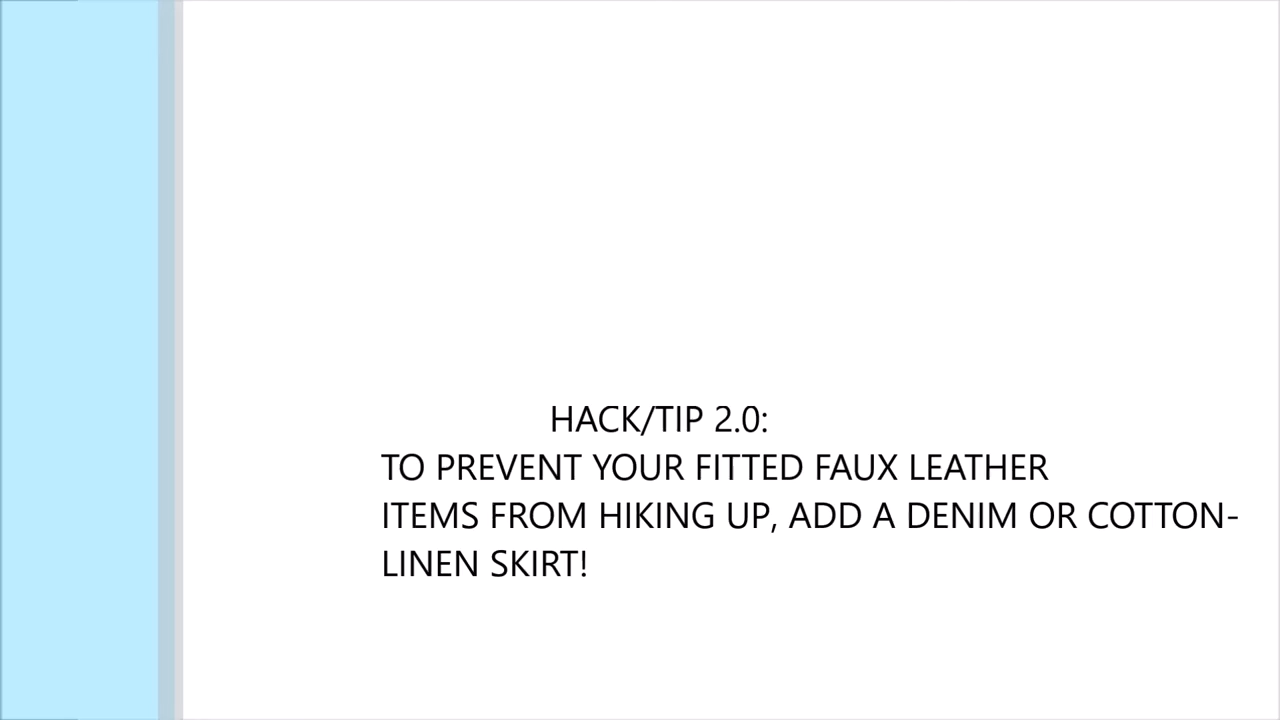 HACK/TIP 2.0:
TO PREVENT YOUR FITTED FAUX LEATHER
ITEMS FROM HIKING UP, ADD A DENIM OR COTTON-
LINEN SKIRT!